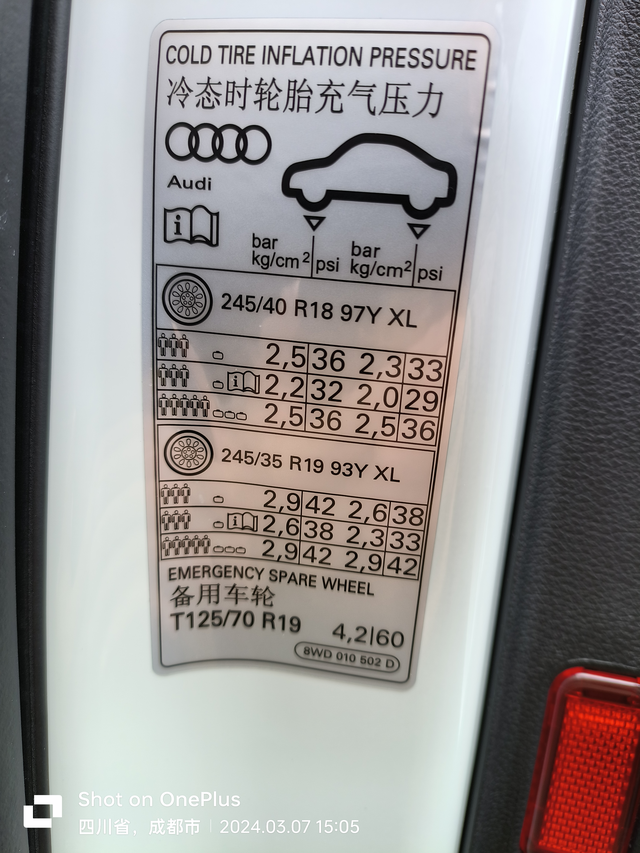 COLD TIRE INFLATION PRESSURE
冷态时轮胎充气压力
Audi
bar kg/cm² psi bar kg/cm² psi
245/40 R18 97Y XL
2,5 36 2,3 33
2,2 32 2,0 29
2,5 36 2,5 36
245/35 R19 93Y XL
2,9 42 2,6 38
2,6 38 2,3 33
2,9 42 2,9 42
EMERGENCY SPARE WHEEL
备用车轮
T125/70 R19 4,2|60
8WD 010 502 D
Shot on OnePlus
四川省，成都市 | 2024.03.07 15:05